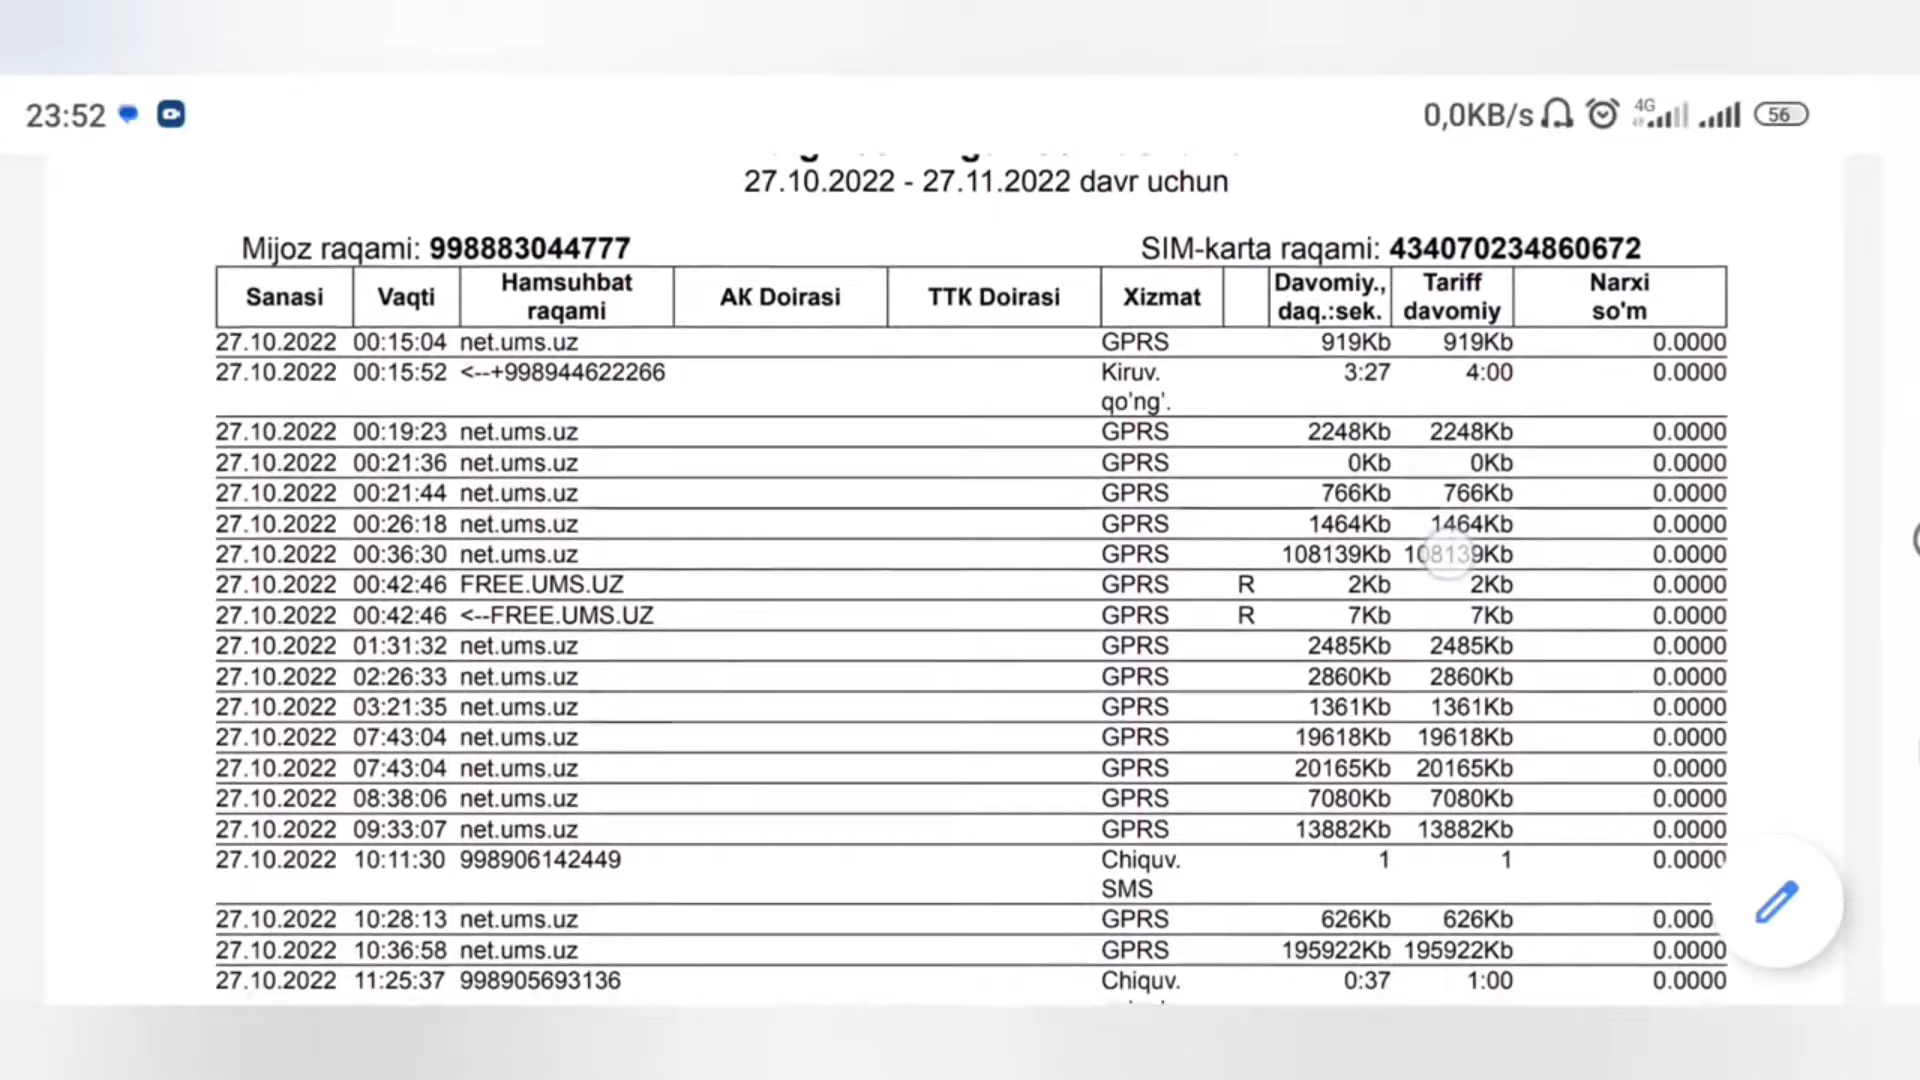 23:52 0,0KB/s 4G 56
27.10.2022 - 27.11.2022 davr uchun
Mijoz raqami: 998883044777 SIM-karta raqami: 434070234860672
Sanasi Vaqti Hamsuhbat raqami АК Doirasi ТТК Doirasi Xizmat Davomiy., daq.:sek. Tariff davomiy Narxi so'm
27.10.2022 00:15:04 net.ums.uz GPRS 919Kb 919Kb 0.0000
27.10.2022 00:15:52 <--+998944622266 Kiruv. 3:27 4:00 0.0000
qo'ng'.
27.10.2022 00:19:23 net.ums.uz GPRS 2248Kb 2248Kb 0.0000
27.10.2022 00:21:36 net.ums.uz GPRS 0Kb 0Kb 0.0000
27.10.2022 00:21:44 net.ums.uz GPRS 766Kb 766Kb 0.0000
27.10.2022 00:26:18 net.ums.uz GPRS 1464Kb 1464Kb 0.0000
27.10.2022 00:36:30 net.ums.uz GPRS 108139Kb 108139Kb 0.0000
27.10.2022 00:42:46 FREE.UMS.UZ GPRS R 2Kb 2Kb 0.0000
27.10.2022 00:42:46 <--FREE.UMS.UZ GPRS R 7Kb 7Kb 0.0000
27.10.2022 01:31:32 net.ums.uz GPRS 2485Kb 2485Kb 0.0000
27.10.2022 02:26:33 net.ums.uz GPRS 2860Kb 2860Kb 0.0000
27.10.2022 03:21:35 net.ums.uz GPRS 1361Kb 1361Kb 0.0000
27.10.2022 07:43:04 net.ums.uz GPRS 19618Kb 19618Kb 0.0000
27.10.2022 07:43:04 net.ums.uz GPRS 20165Kb 20165Kb 0.0000
27.10.2022 08:38:06 net.ums.uz GPRS 7080Kb 7080Kb 0.0000
27.10.2022 09:33:07 net.ums.uz GPRS 13882Kb 13882Kb 0.0000
27.10.2022 10:11:30 998906142449 Chiquv. 1 1 0.0000
SMS
27.10.2022 10:28:13 net.ums.uz GPRS 626Kb 626Kb 0.000
27.10.2022 10:36:58 net.ums.uz GPRS 195922Kb 195922Kb 0.0000
27.10.2022 11:25:37 998905693136 Chiquv. 0:37 1:00 0.0000